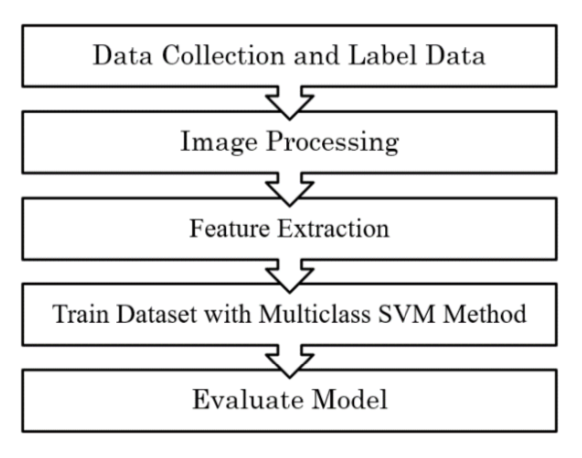 Data Collection and Label Data
Image Processing
Feature Extraction
Train Dataset with Multiclass SVM Method
Evaluate Model